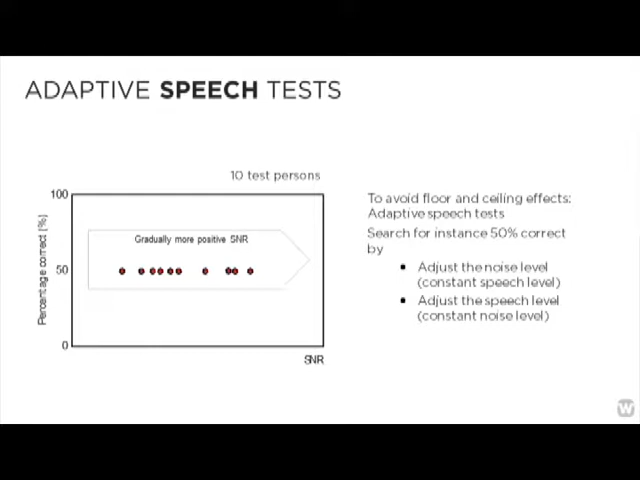 ADAPTIVE SPEECH TESTS
10 test persons
100
Gradually more positive SNR
50
0
Percentage correct [%]
SNR
To avoid floor and ceiling effects:
Adaptive speech tests
Search for instance 50% correct
by
• Adjust the noise level
(constant speech level)
• Adjust the speech level
(constant noise level)
W